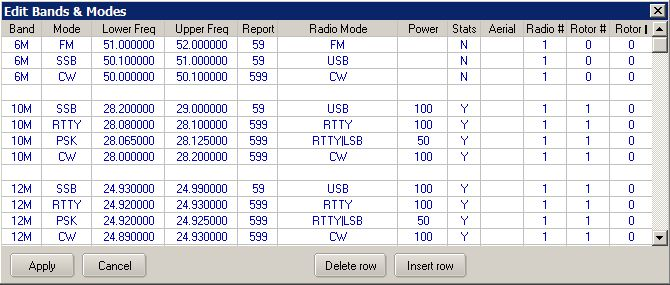 Edit Bands & Modes
Band Mode Lower Freq Upper Freq Report Radio Mode Power Stats Aerial Radio # Rotor # Rotor
6M FM 51.000000 52.000000 59 FM N 1 0 0
6M SSB 50.100000 51.000000 59 USB N 1 0 0
6M CW 50.000000 50.100000 599 CW N 1 0 0
10M SSB 28.200000 29.000000 59 USB 100 Y 1 1 0
10M RTTY 28.080000 28.100000 599 RTTY 100 Y 1 1 0
10M PSK 28.065000 28.125000 599 RTTY|LSB 50 Y 1 1 0
10M CW 28.000000 28.200000 599 CW 100 Y 1 1 0
12M SSB 24.930000 24.990000 59 USB 100 Y 1 1 0
12M RTTY 24.920000 24.930000 599 RTTY 100 Y 1 1 0
12M PSK 24.920000 24.925000 599 RTTY|LSB 50 Y 1 1 0
12M CW 24.890000 24.930000 599 CW 100 Y 1 1 0
Apply Cancel Delete row Insert row